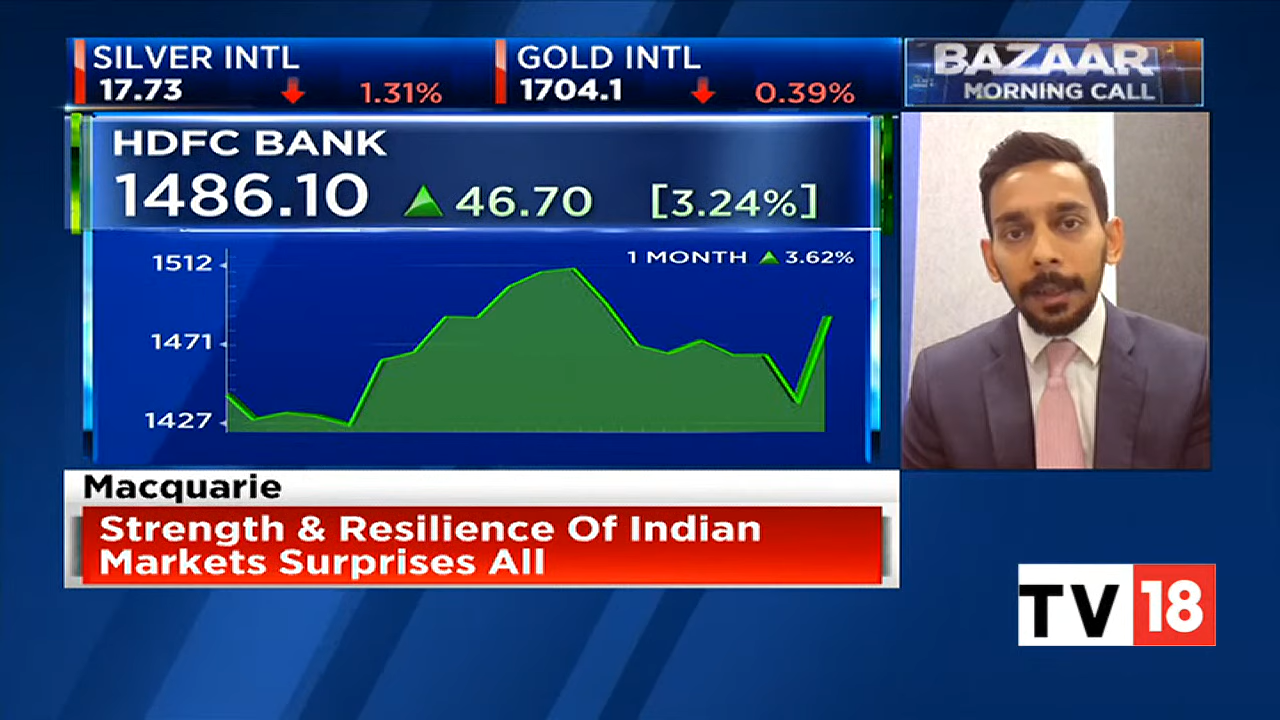 SILVER INTL
17.73 1.31%
GOLD INTL
1704.1 0.39%
BAZAAR
MORNING CALL
HDFC BANK
1486.10 ▲ 46.70 [3.24%]
1 MONTH ▲ 3.62%
1512
1471
1427
Macquarie
Strength & Resilience Of Indian
Markets Surprises All
TV18